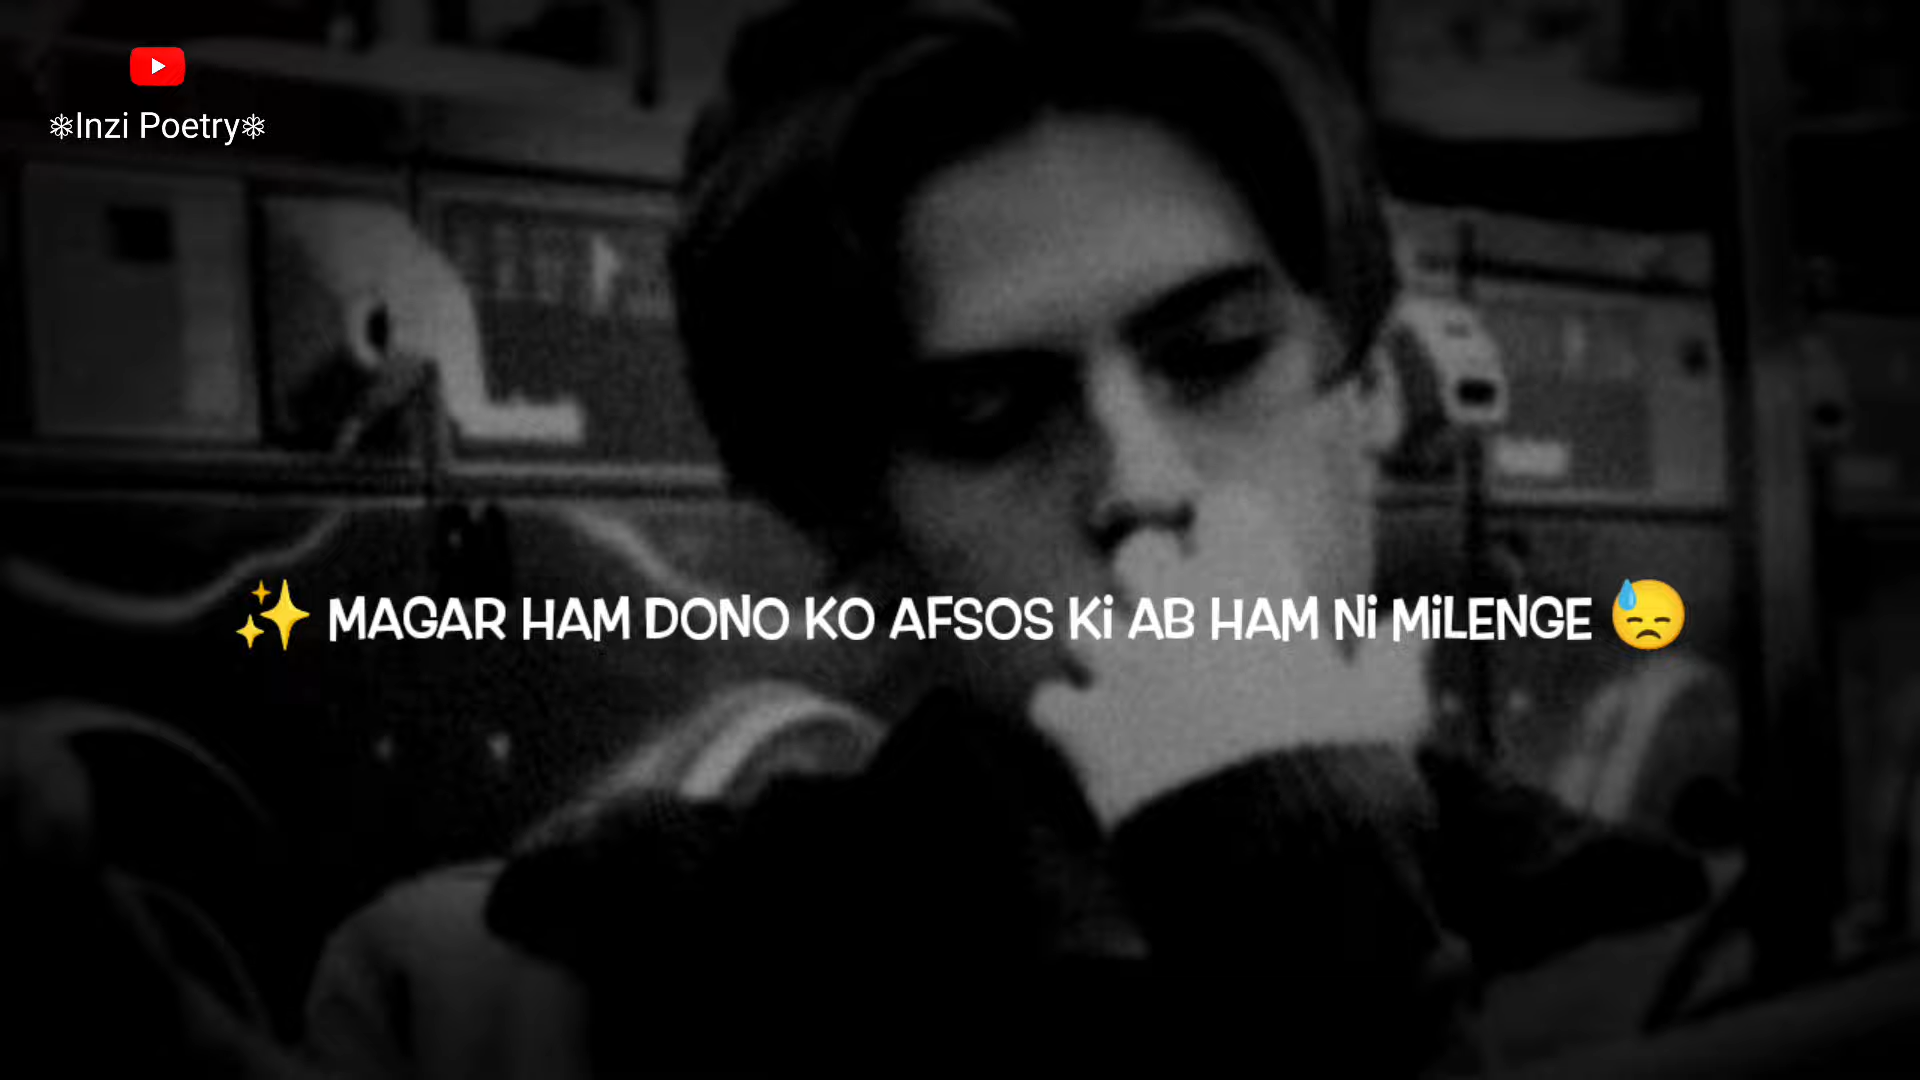 ❄Inzi Poetry❄
✨ MAGAR HAM DONO KO AFSOS Ki AB HAM Ni MiLENGE 😓